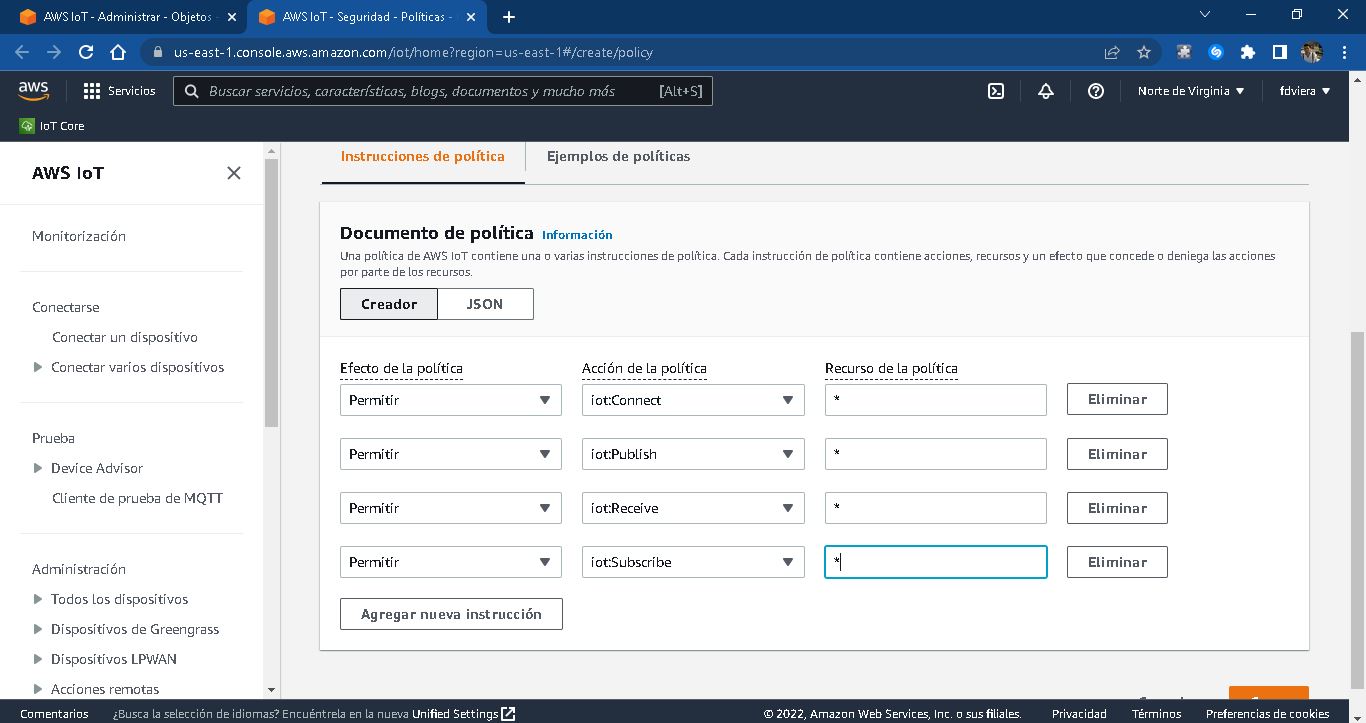 AWS IoT - Administrar - Objetos -
AWS IoT - Seguridad - Políticas -
us-east-1.console.aws.amazon.com/iot/home?region=us-east-1#/create/policy
aws
Servicios
Buscar servicios, características, blogs, documentos y mucho más
[Alt+S]
Norte de Virginia
fdviera
IoT Core
AWS IoT
Monitorización
Conectarse
Conectar un dispositivo
Conectar varios dispositivos
Prueba
Device Advisor
Cliente de prueba de MQTT
Administración
Todos los dispositivos
Dispositivos de Greengrass
Dispositivos LPWAN
Acciones remotas
Instrucciones de política
Ejemplos de políticas
Documento de política Información
Una política de AWS IoT contiene una o varias instrucciones de política. Cada instrucción de política contiene acciones, recursos y un efecto que concede o deniega las acciones
por parte de los recursos.
Creador
JSON
Efecto de la política
Acción de la política
Recurso de la política
Permitir
iot:Connect
*
Eliminar
Permitir
iot:Publish
*
Eliminar
Permitir
iot:Receive
*
Eliminar
Permitir
iot:Subscribe
*
Eliminar
Agregar nueva instrucción
Comentarios
¿Busca la selección de idiomas? Encuéntrela en la nueva Unified Settings
© 2022, Amazon Web Services, Inc. o sus filiales.
Privacidad
Términos
Preferencias de cookies